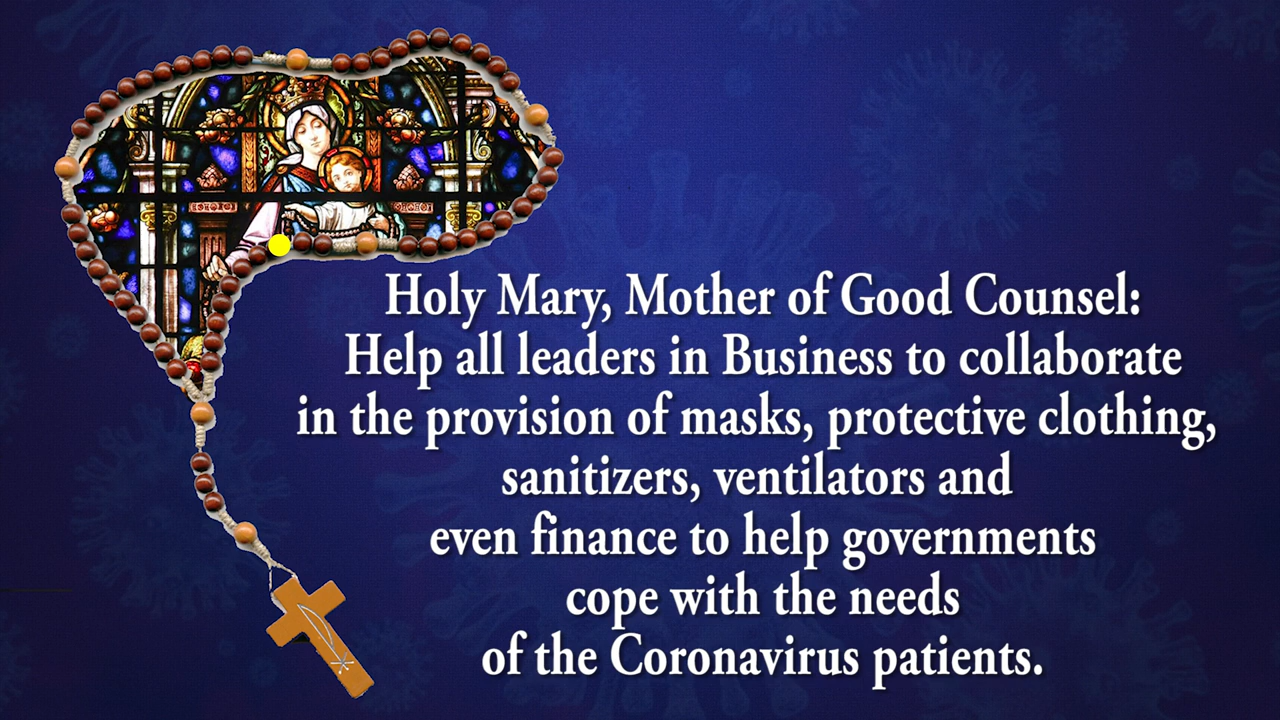 Holy Mary, Mother of Good Counsel:
Help all leaders in Business to collaborate
in the provision of masks, protective clothing,
sanitizers, ventilators and
even finance to help governments
cope with the needs
of the Coronavirus patients.